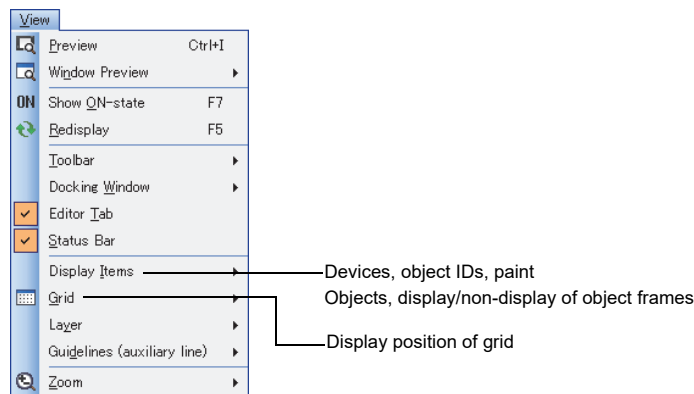 View
Preview Ctrl+I
Window Preview
ON Show ON-state F7
Redisplay F5
Toolbar
Docking Window
Editor Tab
Status Bar
Display Items Devices, object IDs, paint
Grid Objects, display/non-display of object frames
Layer Display position of grid
Guidelines (auxiliary line)
Zoom